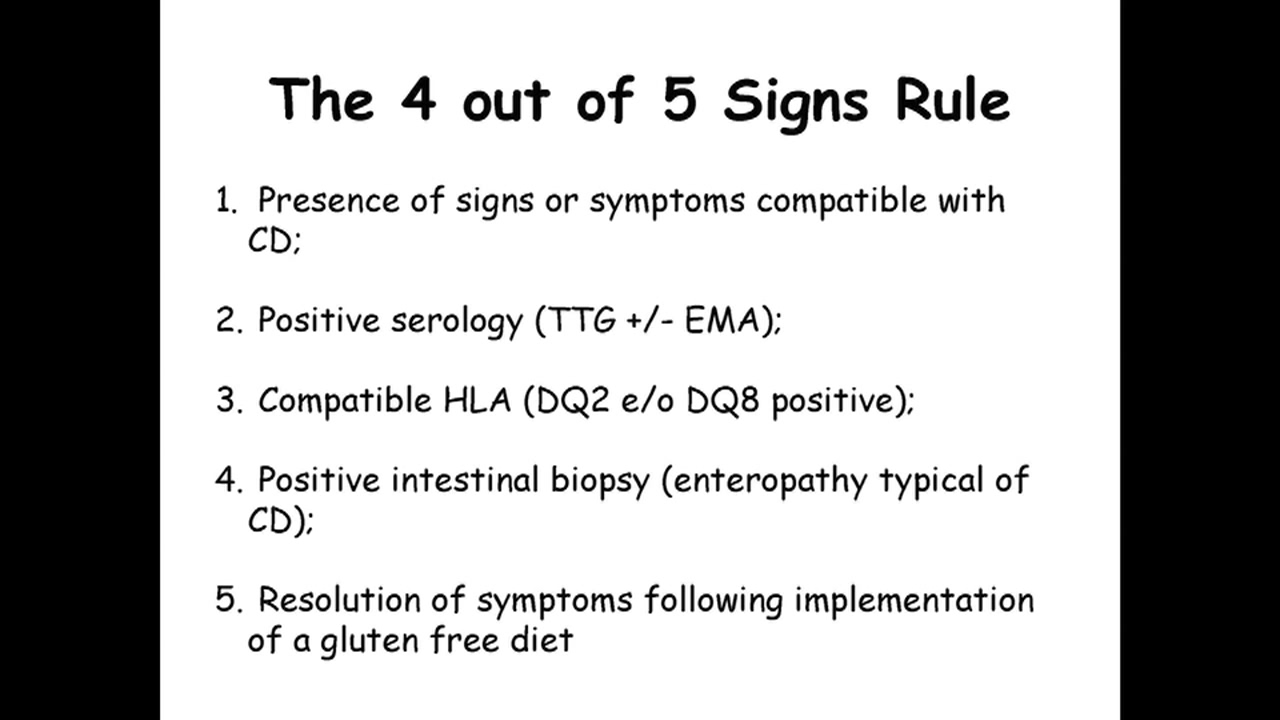 The 4 out of 5 Signs Rule
1. Presence of signs or symptoms compatible with
CD;
2. Positive serology (TTG +/- EMA);
3. Compatible HLA (DQ2 e/o DQ8 positive);
4. Positive intestinal biopsy (enteropathy typical of
CD);
5. Resolution of symptoms following implementation
of a gluten free diet